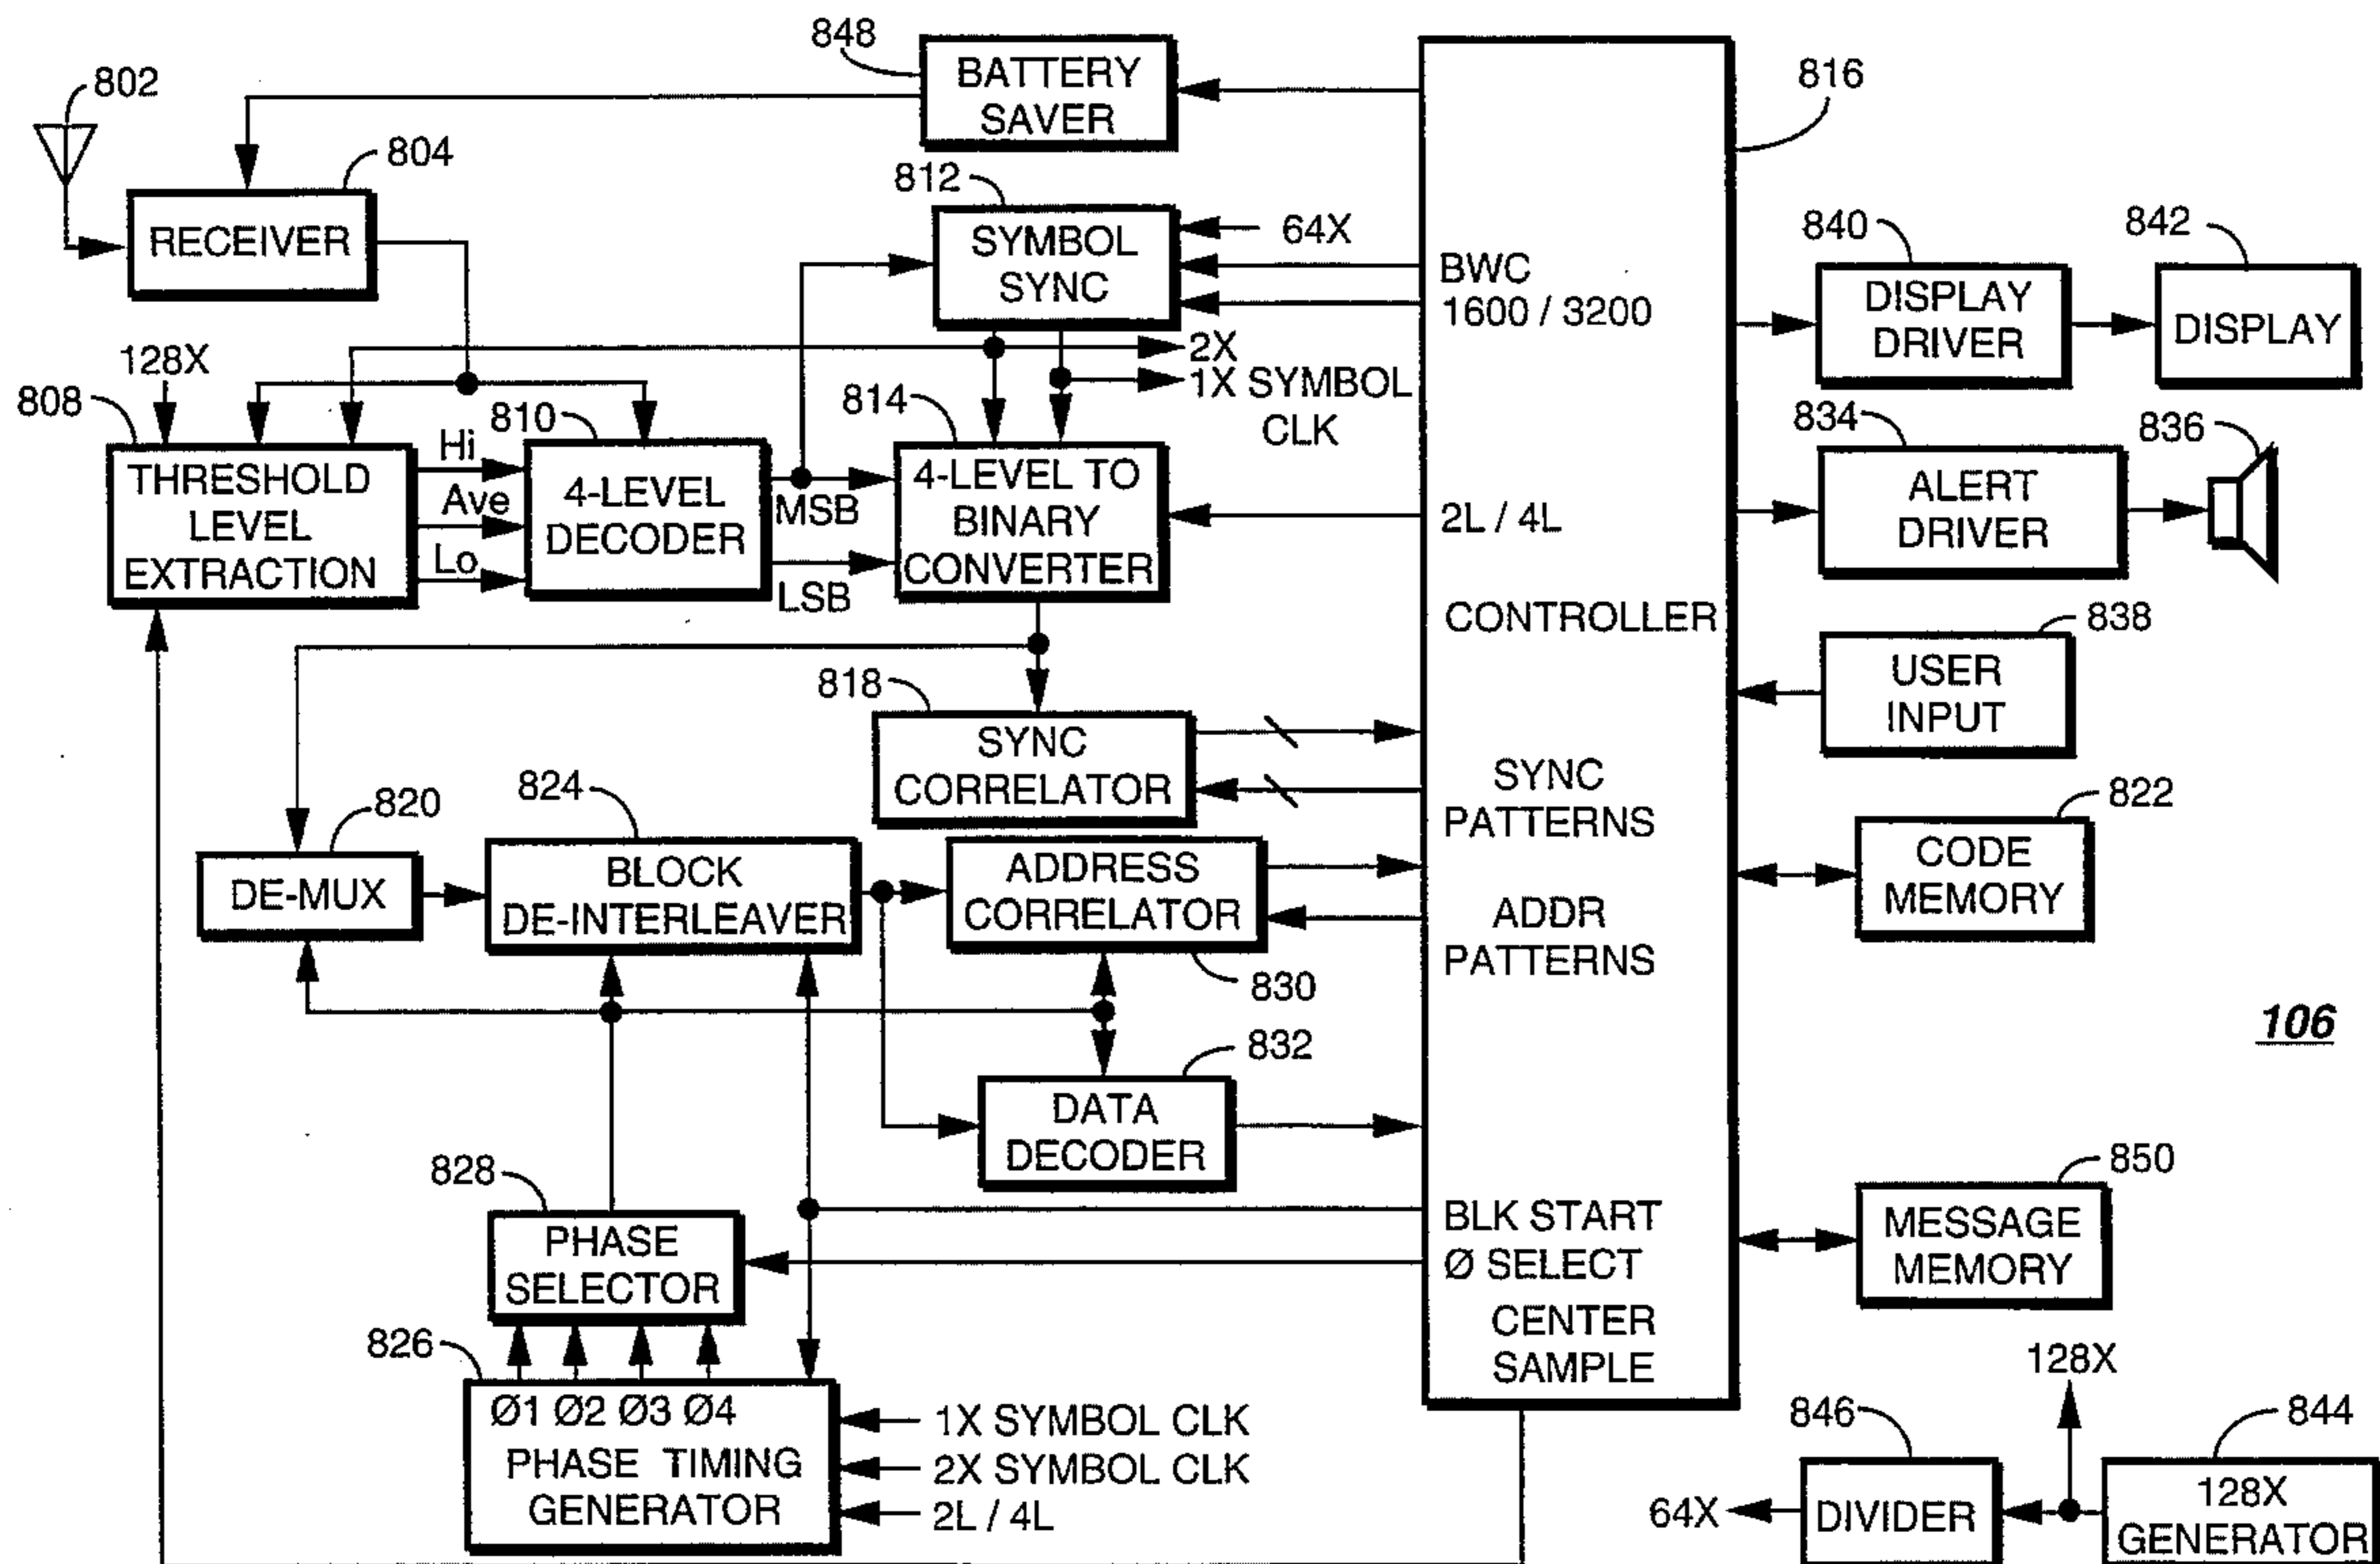 848
BATTERY
SAVER
802
816
804
RECEIVER
812
SYMBOL
SYNC
64X
BWC
1600 / 3200
840
DISPLAY
DRIVER
842
DISPLAY
128X
2X
1X SYMBOL
CLK
808
THRESHOLD
LEVEL
EXTRACTION
Hi
Ave
Lo
810
4-LEVEL
DECODER
MSB
LSB
814
4-LEVEL TO
BINARY
CONVERTER
2L / 4L
834
ALERT
DRIVER
836
CONTROLLER
838
USER
INPUT
818
SYNC
CORRELATOR
SYNC
PATTERNS
822
CODE
MEMORY
820
DE-MUX
824
BLOCK
DE-INTERLEAVER
ADDRESS
CORRELATOR
830
ADDR
PATTERNS
106
832
DATA
DECODER
828
PHASE
SELECTOR
BLK START
Ø SELECT
CENTER
SAMPLE
850
MESSAGE
MEMORY
826
Ø1 Ø2 Ø3 Ø4
PHASE TIMING
GENERATOR
1X SYMBOL CLK
2X SYMBOL CLK
2L / 4L
128X
846
844
64X
DIVIDER
128X
GENERATOR